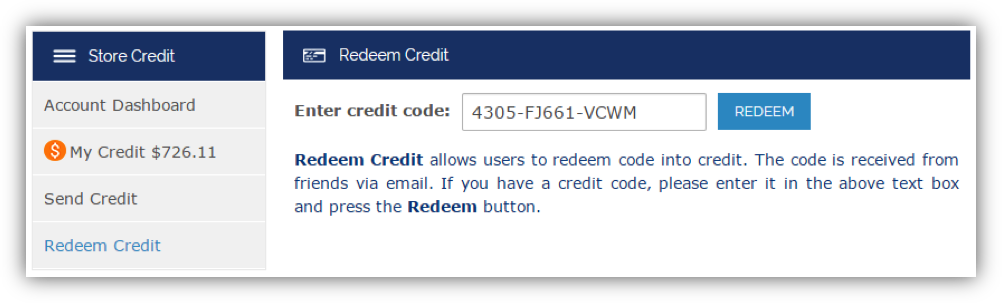 Store Credit
Account Dashboard
$ My Credit $726.11
Send Credit
Redeem Credit
Redeem Credit
Enter credit code: 4305-FJ661-VCWM REDEEM
Redeem Credit allows users to redeem code into credit. The code is received from
friends via email. If you have a credit code, please enter it in the above text box
and press the Redeem button.